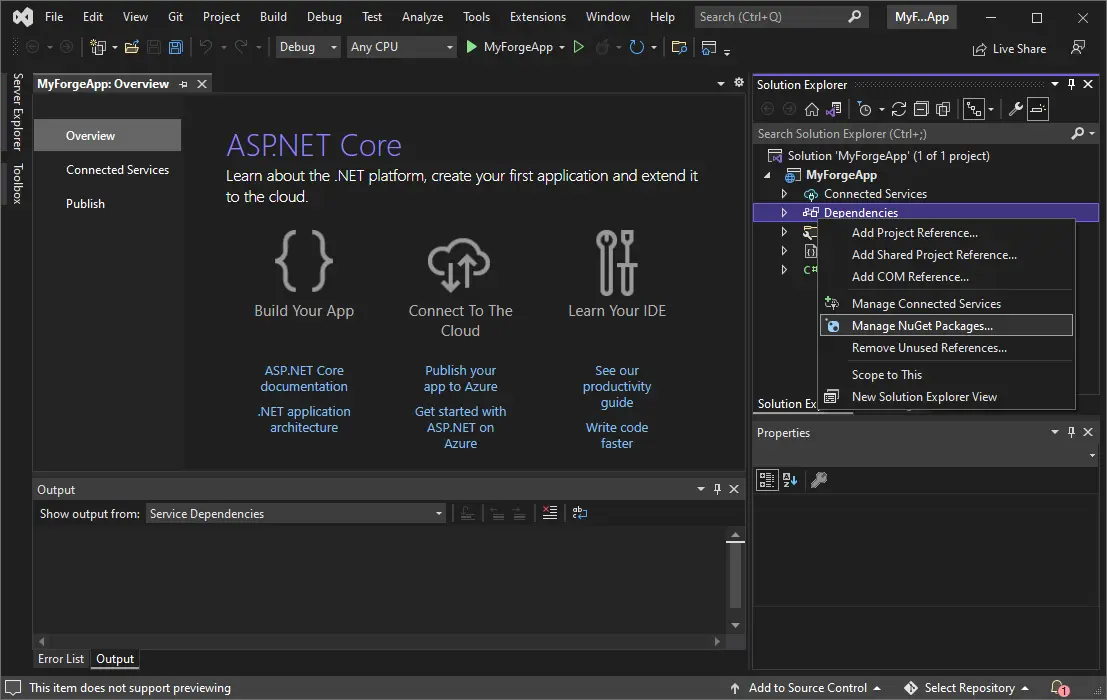 File Edit View Git Project Build Debug Test Analyze Tools Extensions Window Help Search (Ctrl+Q) MyF...App
Debug Any CPU MyForgeApp Live Share
Server Explorer
Toolbox
MyForgeApp: Overview
Overview
Connected Services
Publish
ASP.NET Core
Learn about the .NET platform, create your first application and extend it
to the cloud.
Build Your App
Connect To The
Cloud
Learn Your IDE
ASP.NET Core
documentation
.NET application
architecture
Publish your
app to Azure
Get started with
ASP.NET on
Azure
See our
productivity
guide
Write code
faster
Solution Explorer
Search Solution Explorer (Ctrl+;)
Solution 'MyForgeApp' (1 of 1 project)
MyForgeApp
Connected Services
Dependencies
C#
Add Project Reference...
Add Shared Project Reference...
Add COM Reference...
Manage Connected Services
Manage NuGet Packages...
Remove Unused References...
Scope to This
New Solution Explorer View
Solution Ex
Properties
Output
Show output from: Service Dependencies
Error List Output
This item does not support previewing Add to Source Control Select Repository 1